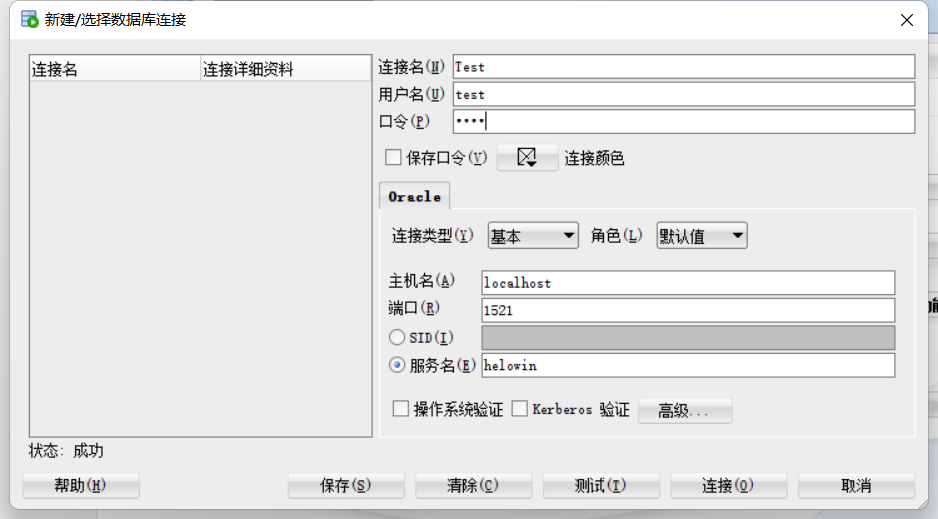 新建/选择数据库连接
连接名 连接详细资料
连接名(N) Test
用户名(U) test
口令(P) ••••
保存口令(V) 连接颜色
Oracle
连接类型(Y) 基本 角色(L) 默认值
主机名(A) localhost
端口(R) 1521
SID(I)
服务名(E) helowin
操作系统验证 Kerberos 验证 高级...
状态: 成功
帮助(H) 保存(S) 清除(C) 测试(T) 连接(O) 取消